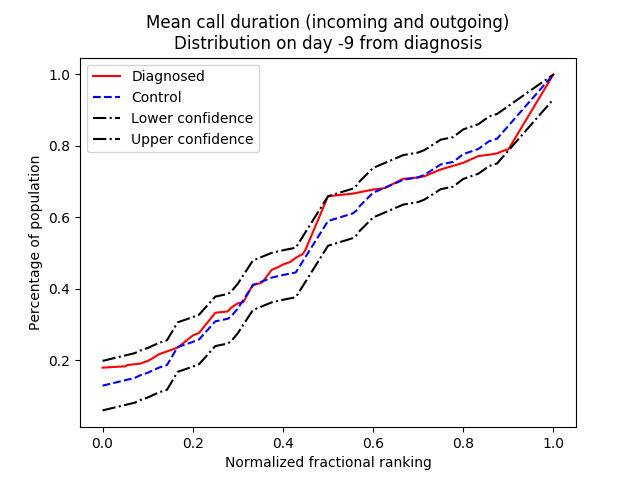 Mean call duration (incoming and outgoing)
Distribution on day -9 from diagnosis
Diagnosed
Control
Lower confidence
Upper confidence
Percentage of population
1.0
0.8
0.6
0.4
0.2
0.0 0.2 0.4 0.6 0.8 1.0
Normalized fractional ranking